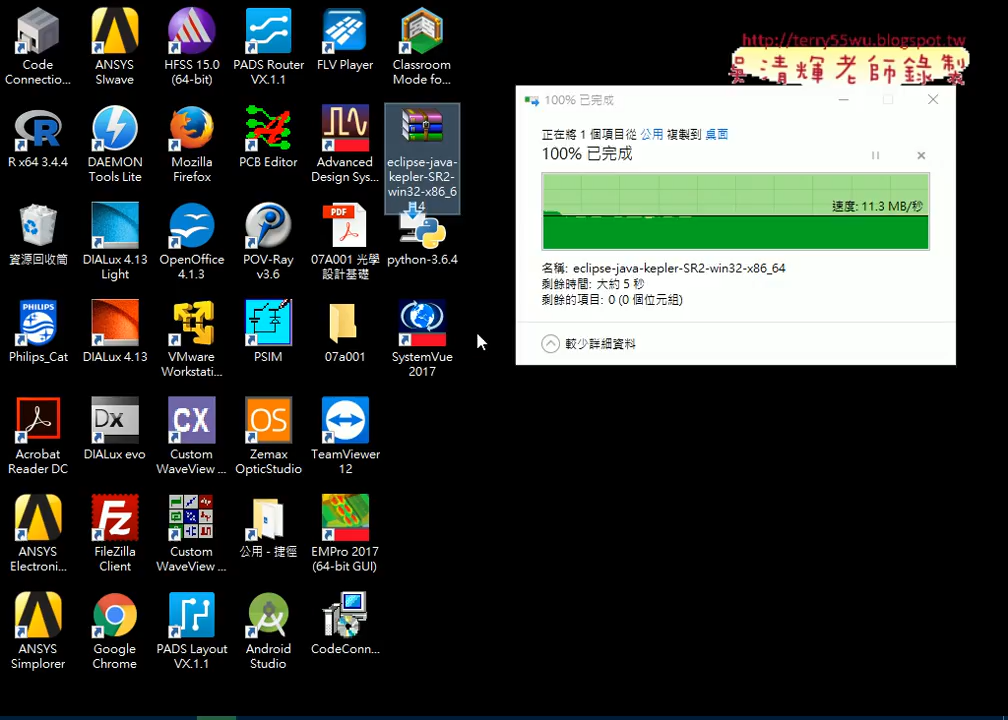 http://terry55wu.blogspot.tw
吳清輝老師錄製
Code
Connectio...
ANSYS
SIwave
HFSS 15.0
(64-bit)
PADS Router
VX.1.1
FLV Player
Classroom
Mode fo...
R x64 3.4.4
DAEMON
Tools Lite
Mozilla
Firefox
PCB Editor
Advanced
Design Sys...
eclipse-java-
kepler-SR2-
win32-x86_6
4
資源回收筒
DIALux 4.13
Light
OpenOffice
4.1.3
POV-Ray
v3.6
PDF
07A001 光學
設計基礎
python-3.6.4
PHILIPS
Philips_Cat
DIALux 4.13
VMware
Workstati...
PSIM
07a001
SystemVue
2017
Acrobat
Reader DC
Dx
DIALux evo
CX
Custom
WaveView ...
OS
Zemax
OpticStudio
TeamViewer
12
ANSYS
Electroni...
Fz
FileZilla
Client
Custom
WaveView ...
公用 - 捷徑
EMPro 2017
(64-bit GUI)
ANSYS
Simplorer
Google
Chrome
PADS Layout
VX.1.1
Android
Studio
CodeConn...
100% 已完成
正在將 1 個項目從 公用 複製到 桌面
100% 已完成
速度: 11.3 MB/秒
名稱: eclipse-java-kepler-SR2-win32-x86_64
剩餘時間: 大約 5 秒
剩餘的項目: 0 (0 個位元組)
較少詳細資料